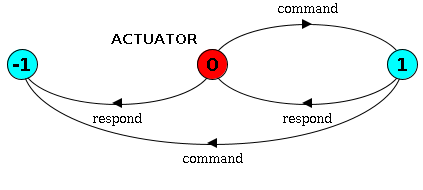 command
ACTUATOR
-1
0
1
respond
respond
command